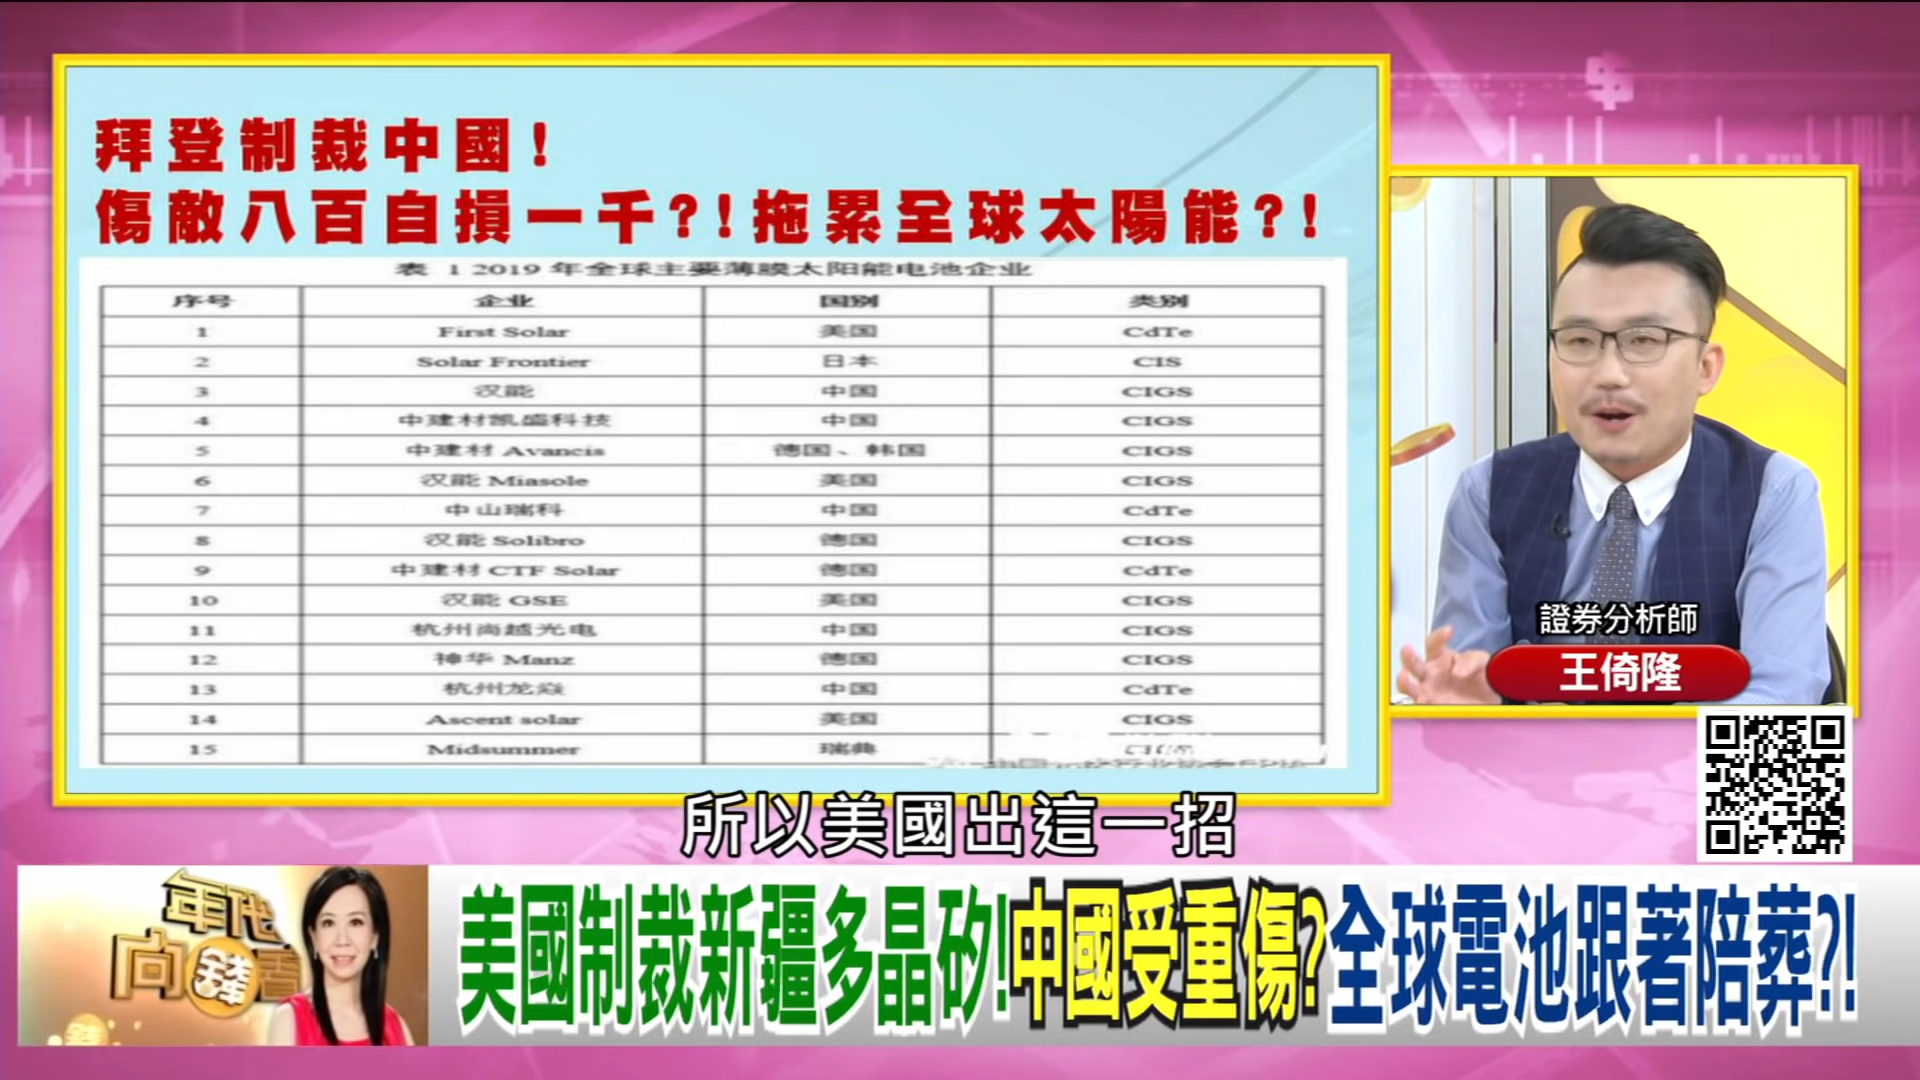 拜登制裁中國!
傷敵八百自損一千?!拖累全球太陽能?!
表 1 2019 年全球主要薄膜太阳能电池企业
序号 企业 国别 类别
1 First Solar 美国 CdTe
2 Solar Frontier 日本 CIS
3 汉能 中国 CIGS
4 中建材凯盛科技 中国 CIGS
5 中建材 Avancis 德国、韩国 CIGS
6 汉能 Miasole 美国 CIGS
7 中山瑞科 中国 CdTe
8 汉能 Solibro 德国 CIGS
9 中建材 CTF Solar 德国 CdTe
10 汉能 GSE 美国 CIGS
11 杭州尚越光电 中国 CIGS
12 神华 Manz 德国 CIGS
13 杭州龙焱 中国 CdTe
14 Ascent solar 美国 CIGS
15 Midsummer 瑞典 CIGS
證券分析師
王倚隆
所以美國出這一招
年代向錢看
美國制裁新疆多晶矽!中國受重傷?全球電池跟著陪葬?!